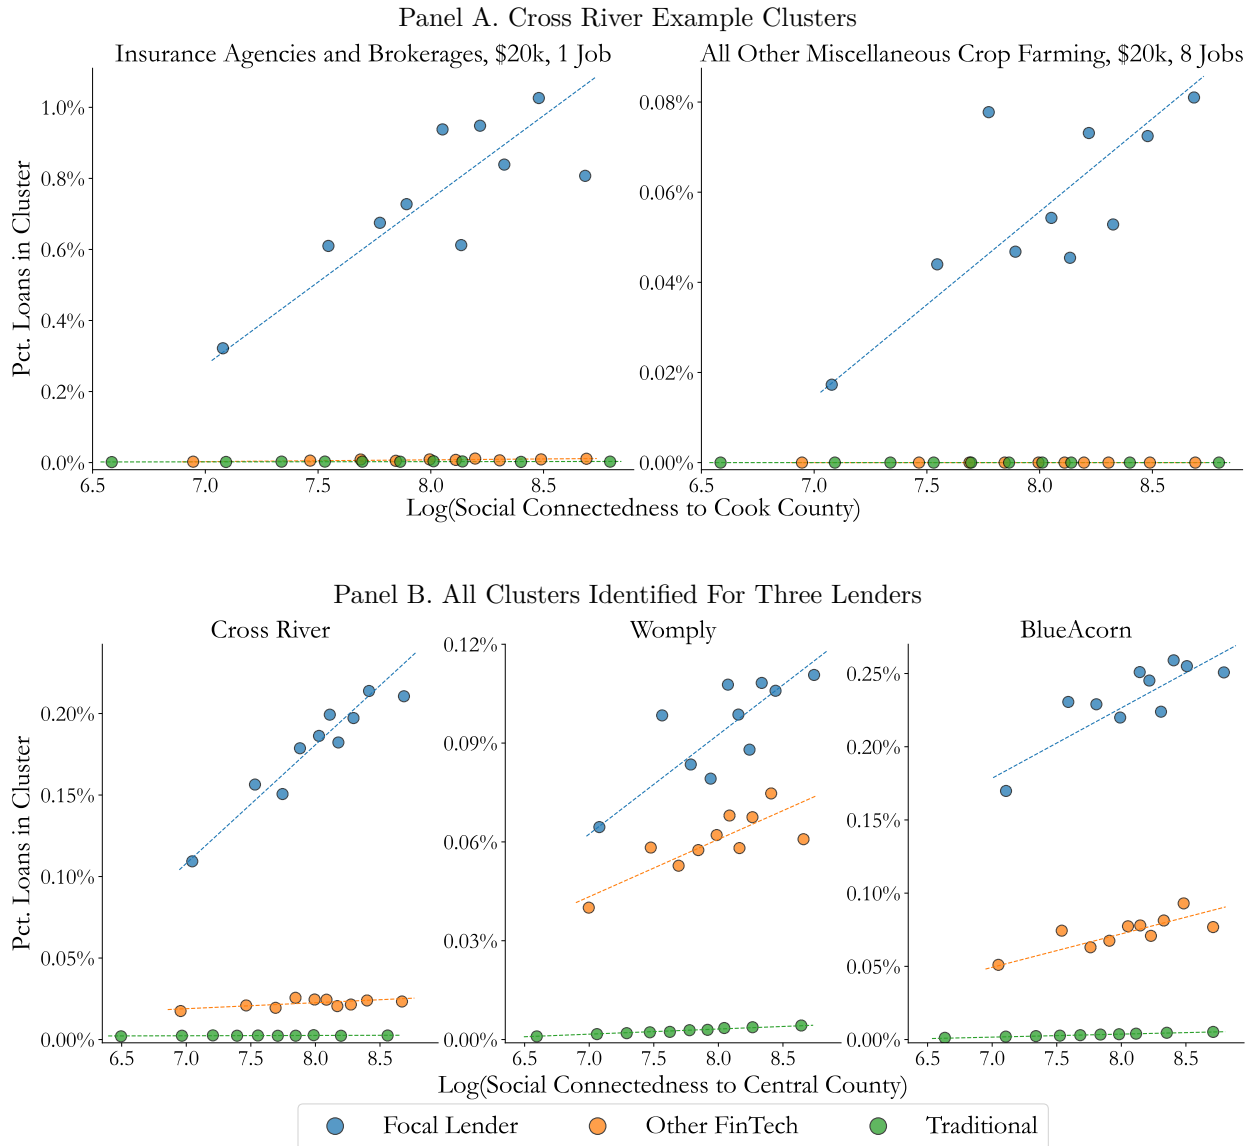 Panel A. Cross River Example Clusters
Insurance Agencies and Brokerages, $20k, 1 Job
Pct. Loans in Cluster
1.0%
0.8%
0.6%
0.4%
0.2%
0.0%
6.5 7.0 7.5 8.0 8.5
All Other Miscellaneous Crop Farming, $20k, 8 Jobs
0.08%
0.06%
0.04%
0.02%
0.00%
6.5 7.0 7.5 8.0 8.5
Log(Social Connectedness to Cook County)
Panel B. All Clusters Identified For Three Lenders
Cross River
Pct. Loans in Cluster
0.20%
0.15%
0.10%
0.05%
0.00%
6.5 7.0 7.5 8.0 8.5
Womply
0.12%
0.09%
0.06%
0.03%
0.00%
6.5 7.0 7.5 8.0 8.5
BlueAcorn
0.25%
0.20%
0.15%
0.10%
0.05%
0.00%
6.5 7.0 7.5 8.0 8.5
Log(Social Connectedness to Central County)
Focal Lender Other FinTech Traditional